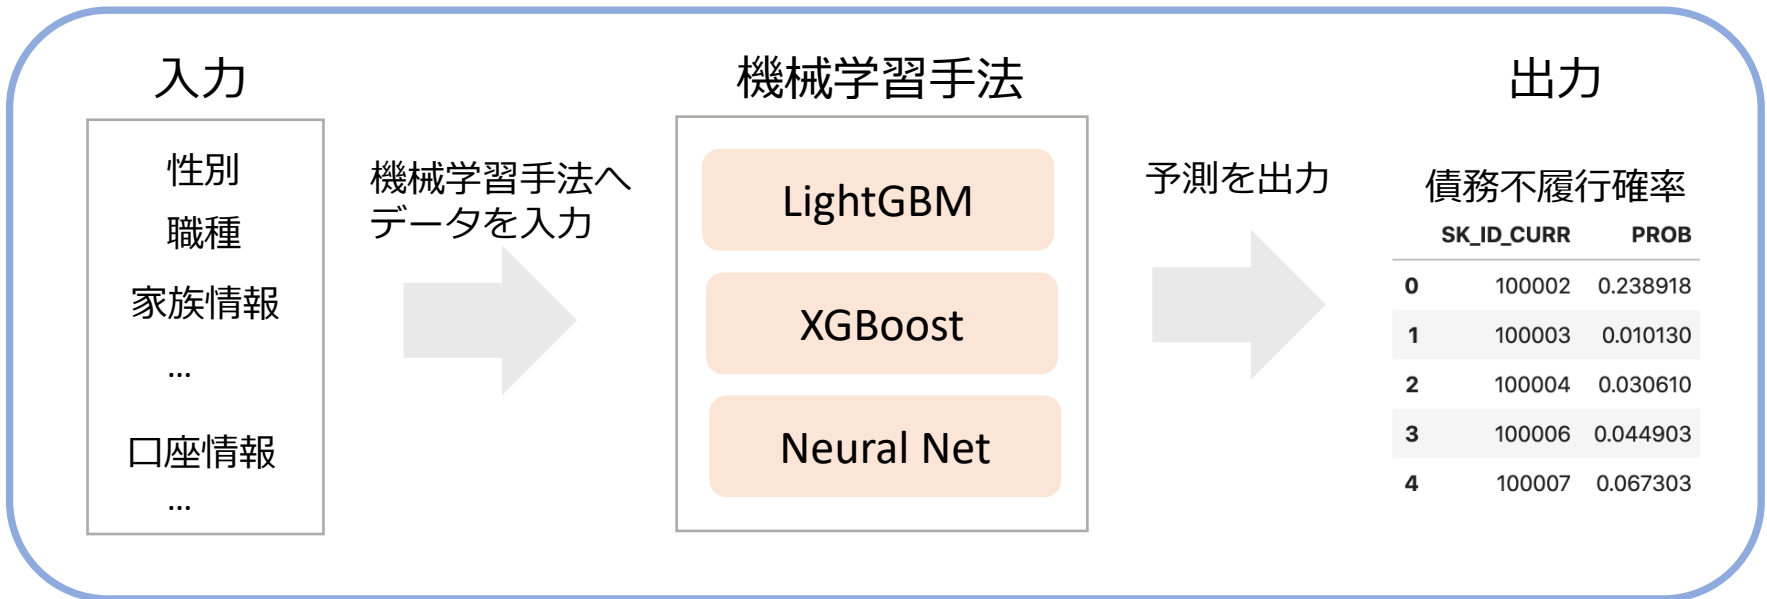 入力
性別
職種
家族情報
...
口座情報
...
機械学習手法へ
データを入力
機械学習手法
LightGBM
XGBoost
Neural Net
予測を出力
出力
債務不履行確率
SK_ID_CURR PROB
0 100002 0.238918
1 100003 0.010130
2 100004 0.030610
3 100006 0.044903
4 100007 0.067303